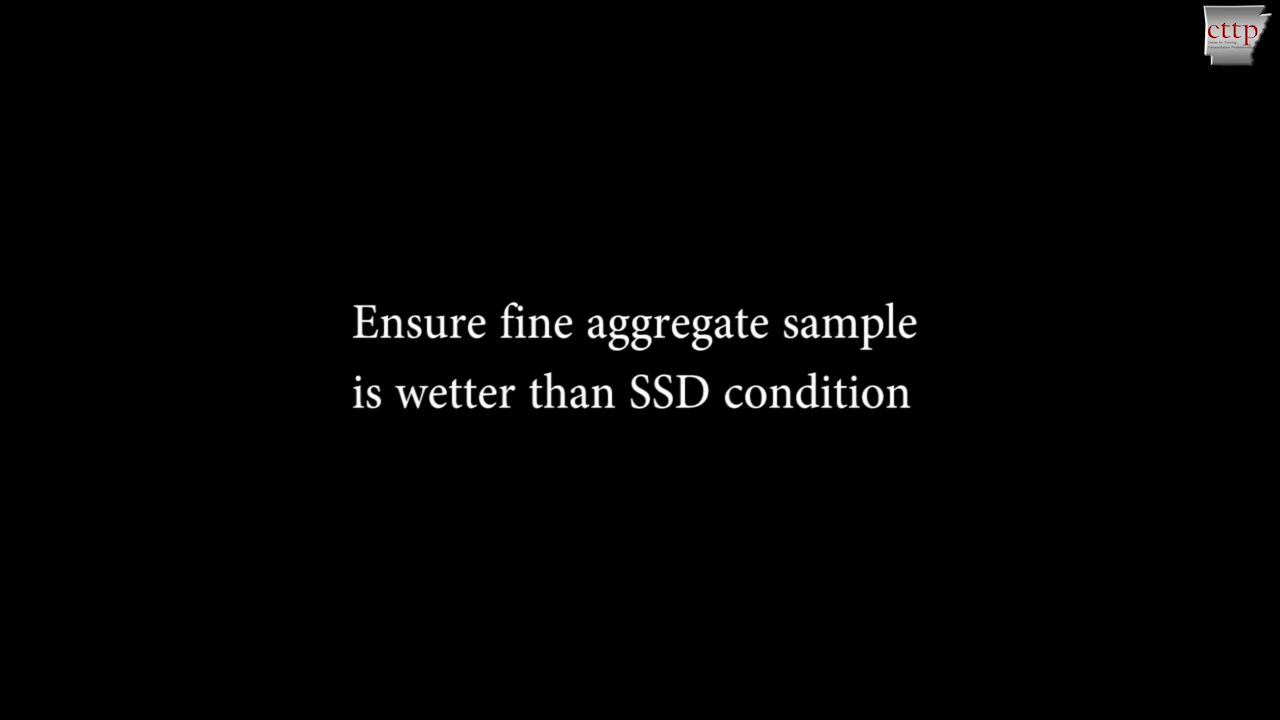 cttp
Ensure fine aggregate sample
is wetter than SSD condition